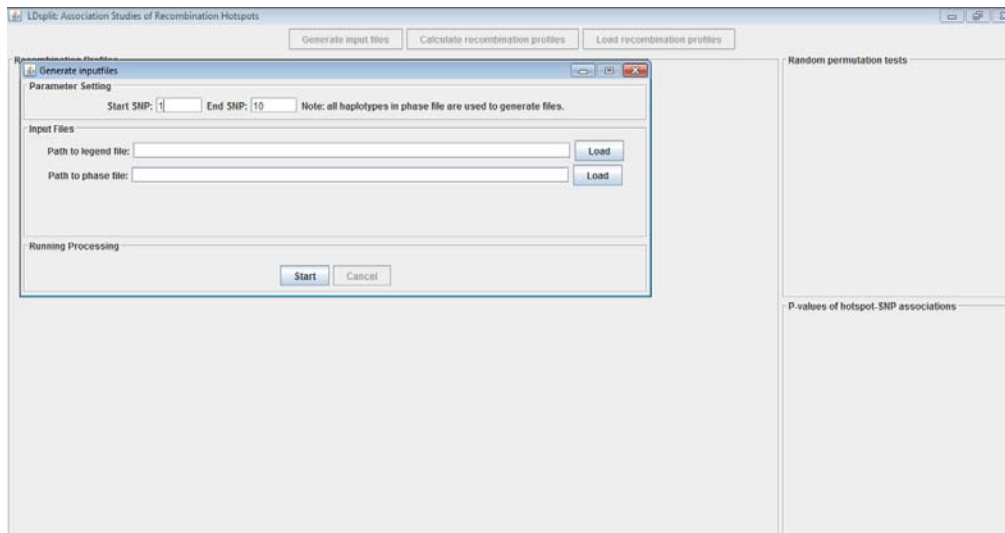 LDsplit: Association Studies of Recombination Hotspots
Generate input files Calculate recombination profiles Load recombination profiles
Recombination Profiles Random permutation tests
Generate inputfiles
Parameter Setting
Start SNP: 1 End SNP: 10 Note: all haplotypes in phase file are used to generate files.
Input Files
Path to legend file: Load
Path to phase file: Load
Running Processing
Start Cancel
P-values of hotspot-SNP associations